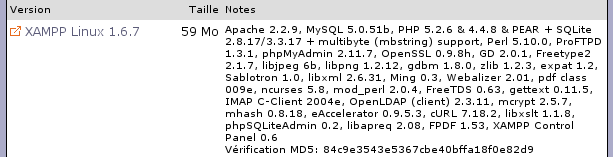 Version Taille Notes
XAMPP Linux 1.6.7 59 Mo Apache 2.2.9, MySQL 5.0.51b, PHP 5.2.6 & 4.4.8 & PEAR + SQLite
2.8.17/3.3.17 + multibyte (mbstring) support, Perl 5.10.0, ProFTPD
1.3.1, phpMyAdmin 2.11.7, OpenSSL 0.9.8h, GD 2.0.1, Freetype2
2.1.7, libjpeg 6b, libpng 1.2.12, gdbm 1.8.0, zlib 1.2.3, expat 1.2,
Sablotron 1.0, libxml 2.6.31, Ming 0.3, Webalizer 2.01, pdf class
009e, ncurses 5.8, mod_perl 2.0.4, FreeTDS 0.63, gettext 0.11.5,
IMAP C-Client 2004e, OpenLDAP (client) 2.3.11, mcrypt 2.5.7,
mhash 0.8.18, eAccelerator 0.9.5.3, cURL 7.18.2, libxslt 1.1.8,
phpSQLiteAdmin 0.2, libapreq 2.08, FPDF 1.53, XAMPP Control
Panel 0.6
Vérification MD5: 84c9e3543e5367cbe40bffa18f0e82d9